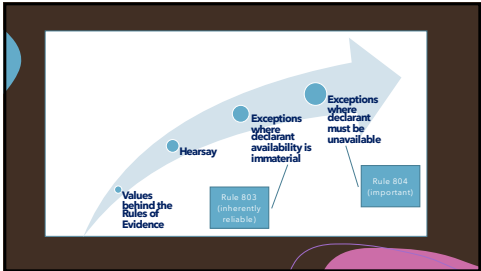 Values
behind the
Rules of
Evidence
Hearsay
Exceptions
where
declarant
availability is
immaterial
Exceptions
where
declarant
must be
unavailable
Rule 803
(inherently
reliable)
Rule 804
(important)